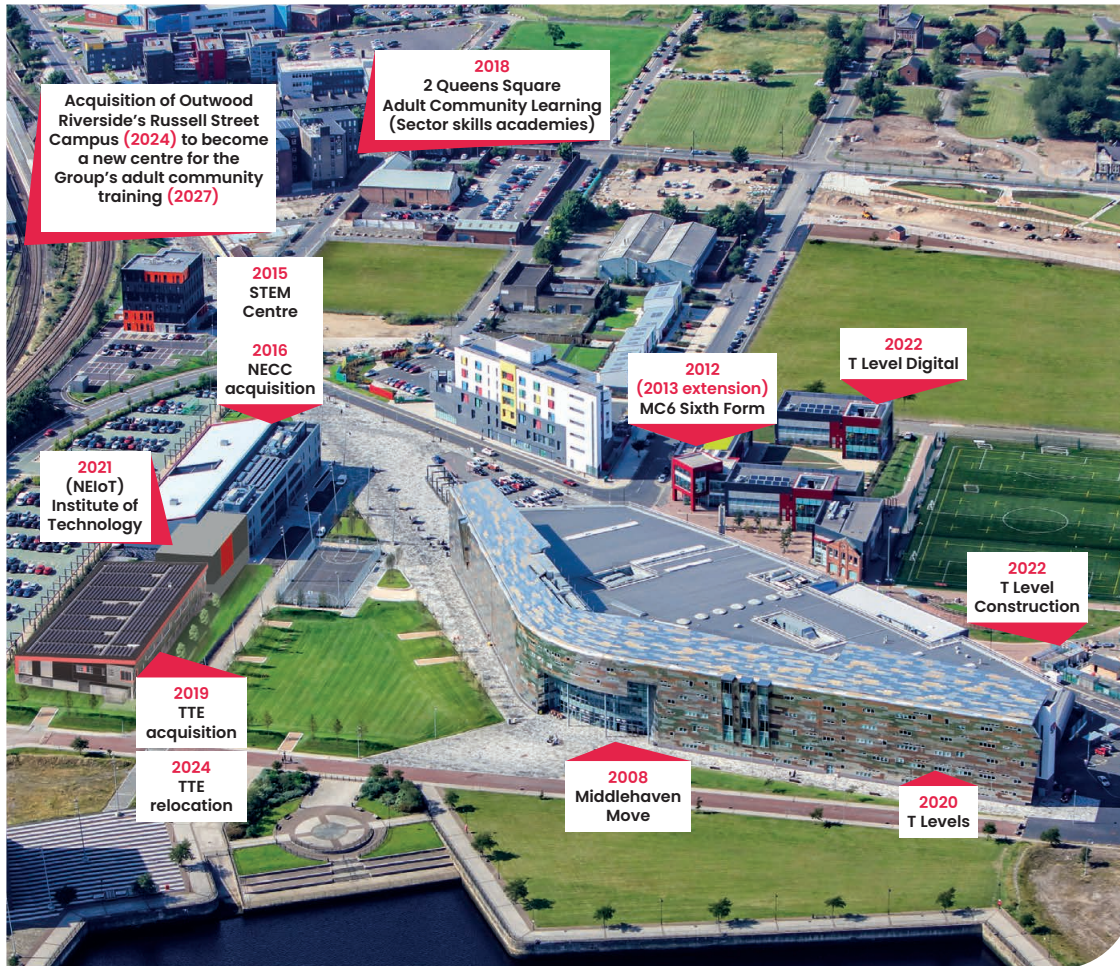 2018
2 Queens Square
Adult Community Learning
(Sector skills academies)
Acquisition of Outwood
Riverside's Russell Street
Campus (2024) to become
a new centre for the
Group's adult community
training (2027)
2015
STEM
Centre
2016
NECC
acquisition
2012
(2013 extension)
MC6 Sixth Form
2022
T Level Digital
2021
(NEIoT)
Institute of
Technology
2022
T Level
Construction
2019
TTE
acquisition
2024
TTE
relocation
2008
Middlehaven
Move
2020
T Levels